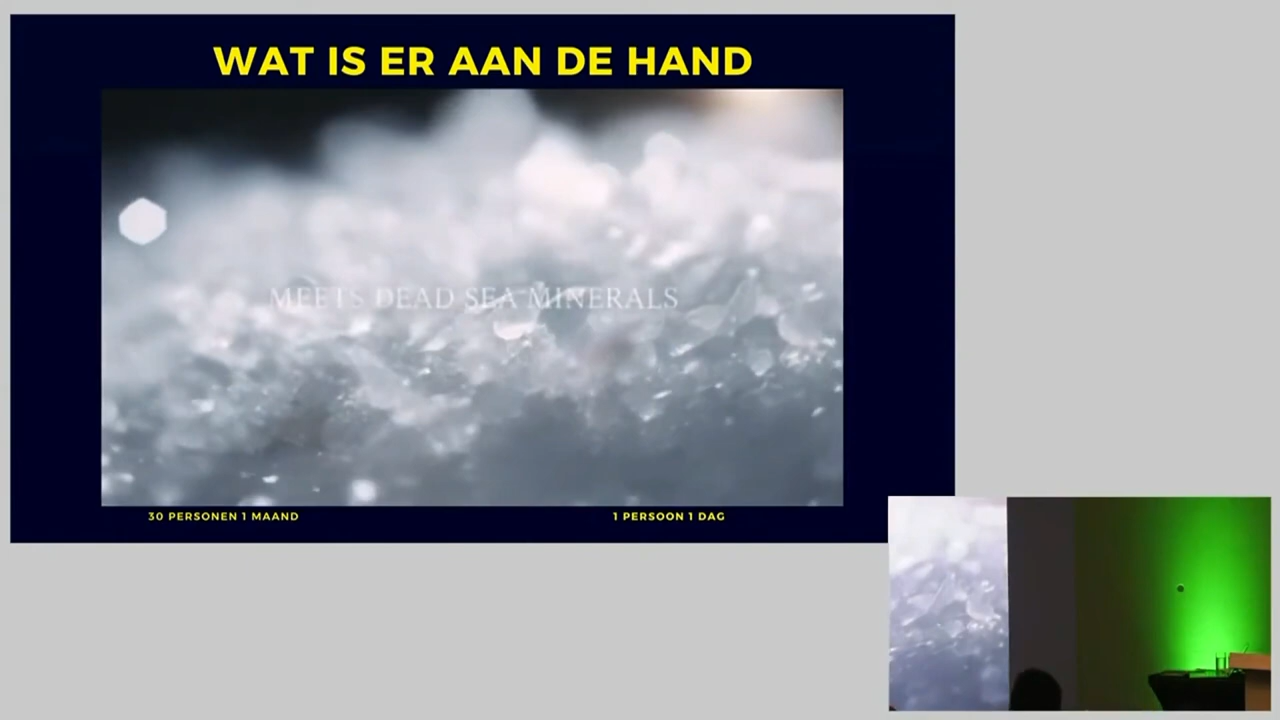 WAT IS ER AAN DE HAND
MEETS DEAD SEA MINERALS
30 PERSONEN 1 MAAND
1 PERSOON 1 DAG